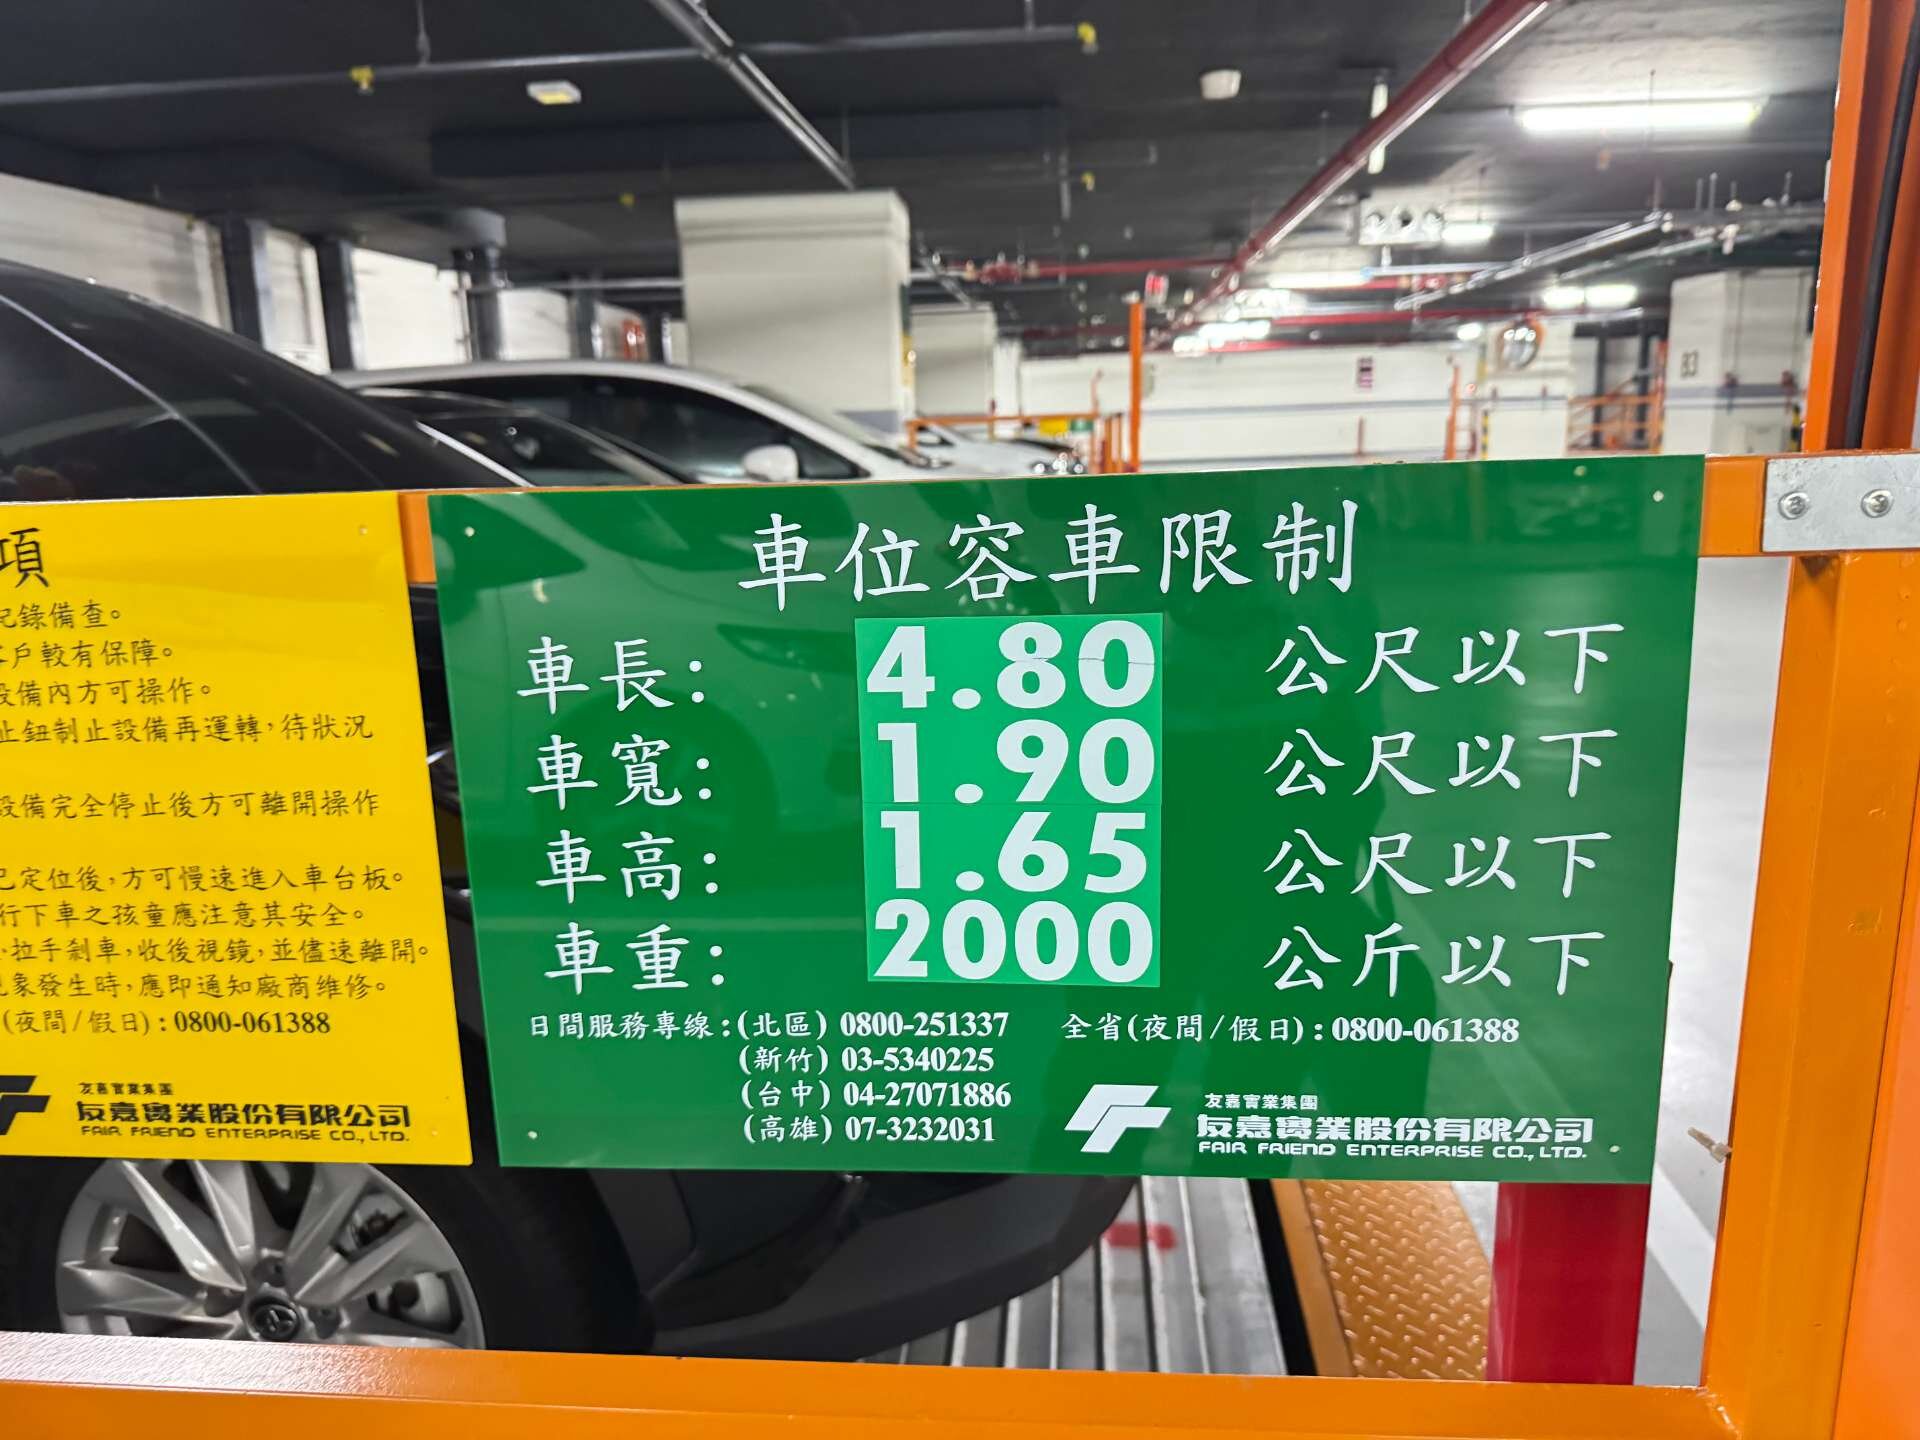 項
記錄備查。
客戶較有保障。
設備內方可操作。
止鈕制止設備再運轉，待狀況
設備完全停止後方可離開操作
已定位後，方可慢速進入車台板。
行下車之孩童應注意其安全。
拉手剎車，收後視鏡，並儘速離開。
現象發生時，應即通知廠商維修。
(夜間/假日)：0800-061388
友嘉實業集團
友嘉實業股份有限公司
FAIR FRIEND ENTERPRISE CO., LTD.
車位容車限制
車長： 4.80 公尺以下
車寬： 1.90 公尺以下
車高： 1.65 公尺以下
車重： 2000 公斤以下
日間服務專線：(北區) 0800-251337 全省(夜間/假日)：0800-061388
(新竹) 03-5340225
(台中) 04-27071886
(高雄) 07-3232031
友嘉實業集團
友嘉實業股份有限公司
FAIR FRIEND ENTERPRISE CO., LTD.